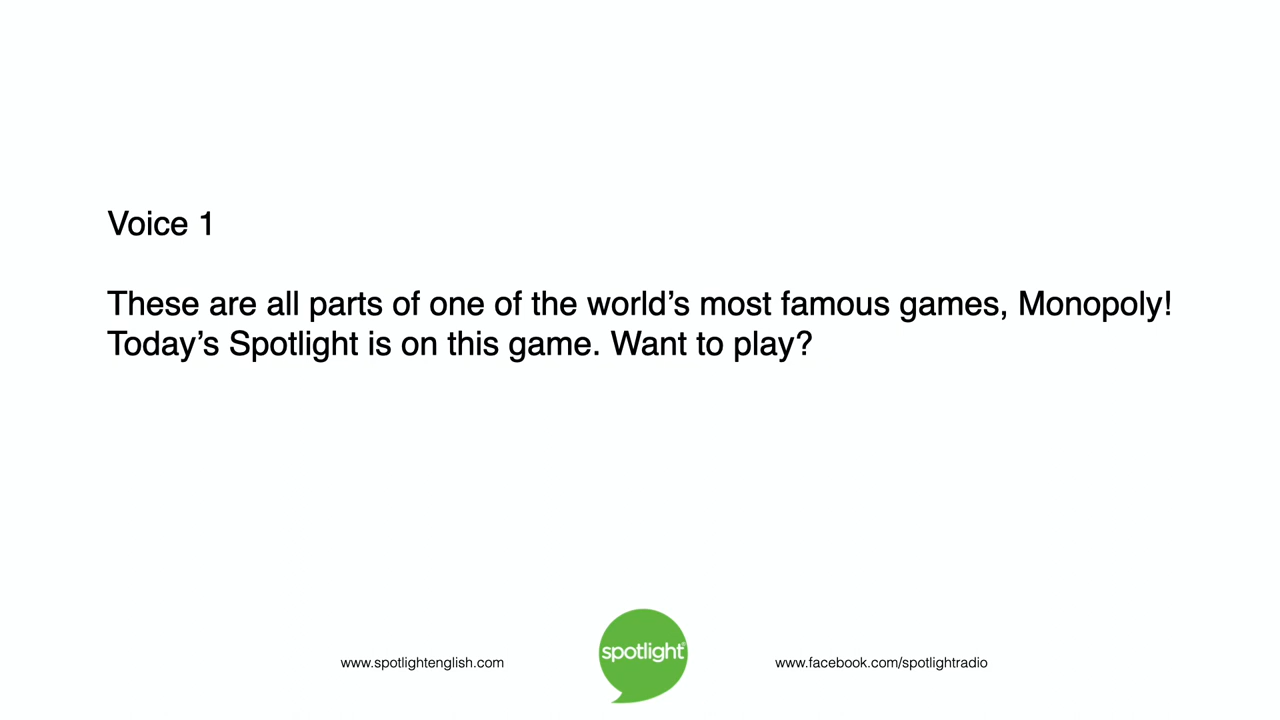 Voice 1
These are all parts of one of the world’s most famous games, Monopoly!
Today’s Spotlight is on this game. Want to play?
www.spotlightenglish.com
spotlight®
www.facebook.com/spotlightradio